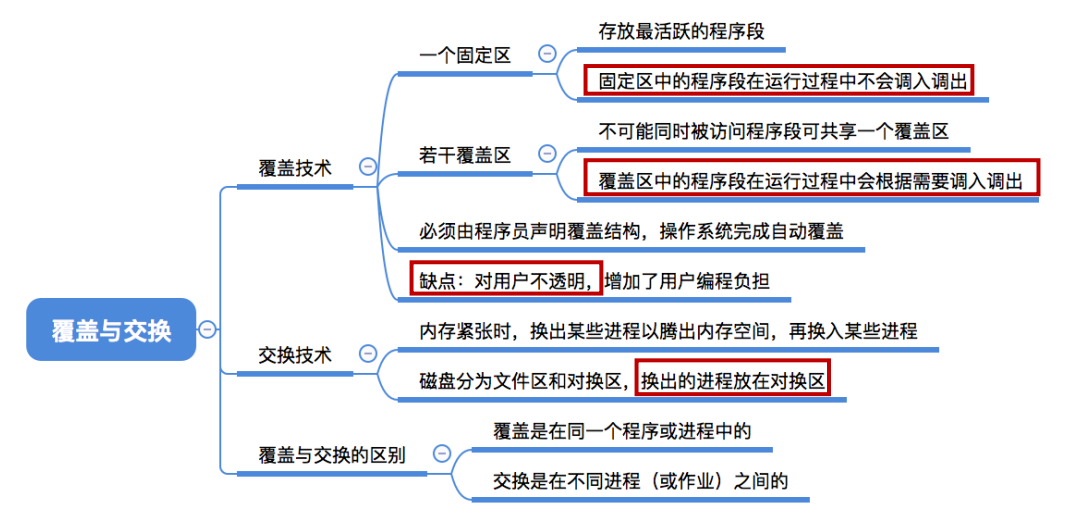 覆盖与交换
覆盖技术
一个固定区
存放最活跃的程序段
固定区中的程序段在运行过程中不会调入调出
若干覆盖区
不可能同时被访问程序段可共享一个覆盖区
覆盖区中的程序段在运行过程中会根据需要调入调出
必须由程序员声明覆盖结构，操作系统完成自动覆盖
缺点：对用户不透明，增加了用户编程负担
交换技术
内存紧张时，换出某些进程以腾出内存空间，再换入某些进程
磁盘分为文件区和对换区，换出的进程放在对换区
覆盖与交换的区别
覆盖是在同一个程序或进程中的
交换是在不同进程（或作业）之间的